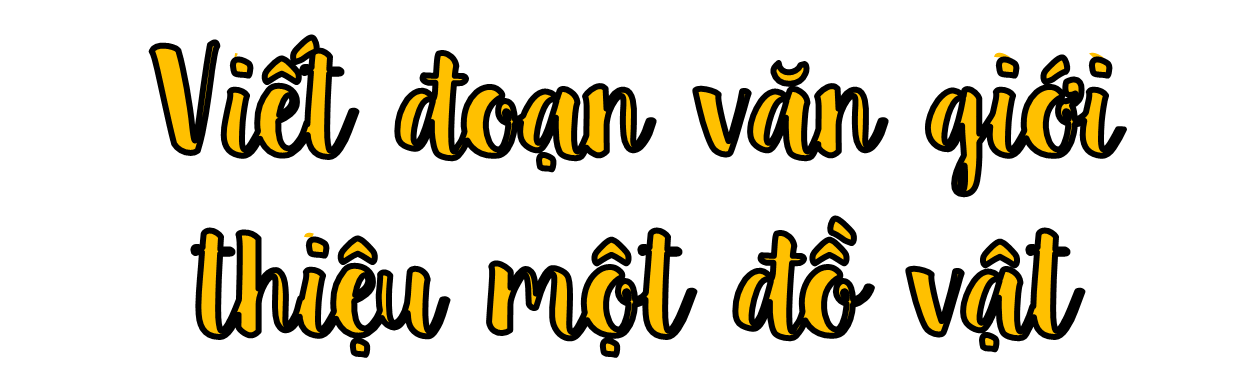 Viết đoạn văn giới
thiệu một đồ vật